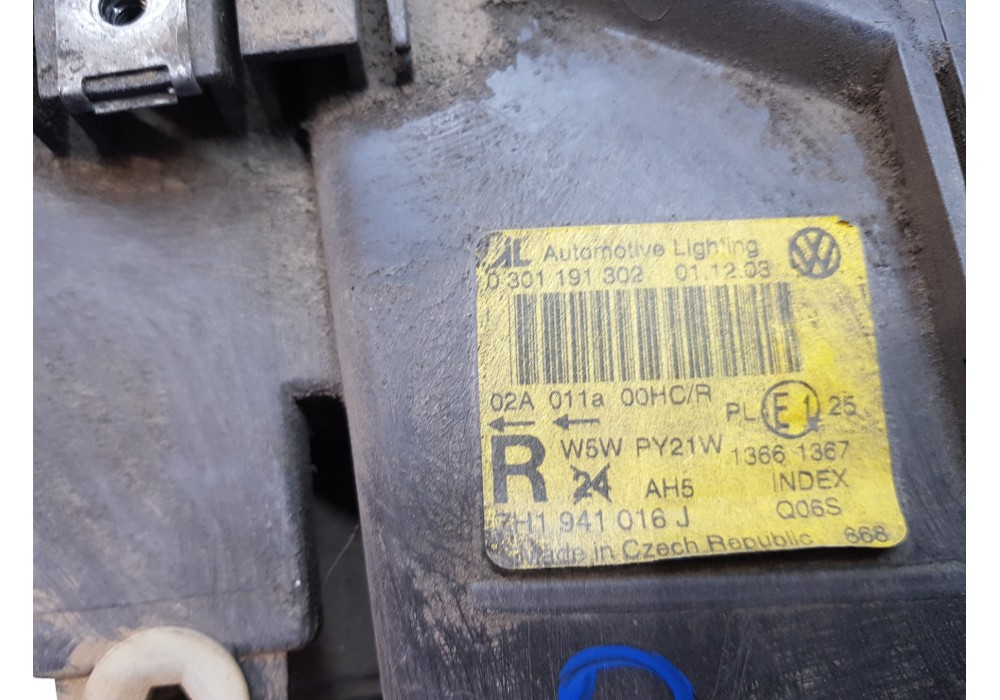 AL Automotive Lighting
0 301 191 302 01.12.03
02A 011a 00HC/R
PL E1 25
R W5W PY21W 1366 1367
24 AH5 INDEX
7H1 941 016 J Q06S
Made in Czech Republic 668